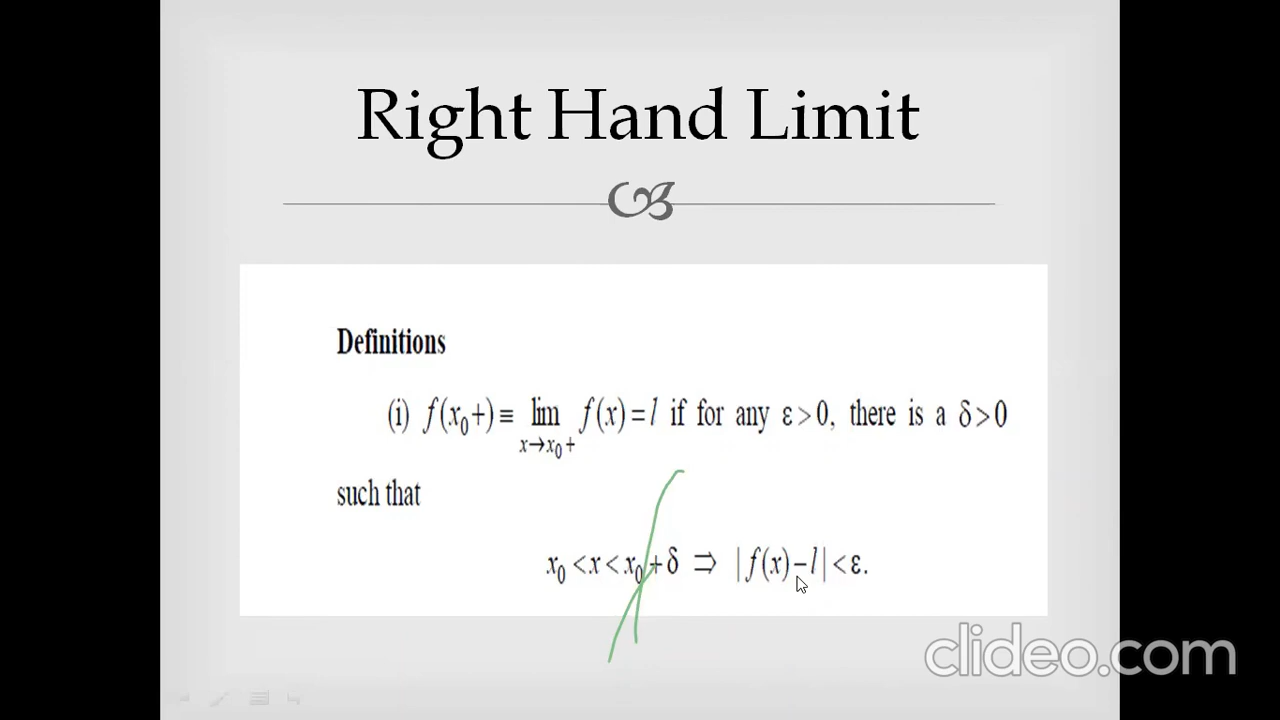 Right Hand Limit
Definitions
(i) f(x₀+)≡ lim f(x)=l if for any ε>0, there is a δ>0
x→x₀+
such that
x₀<x<x₀+δ ⇒ |f(x)−l|<ε.
clideo.com